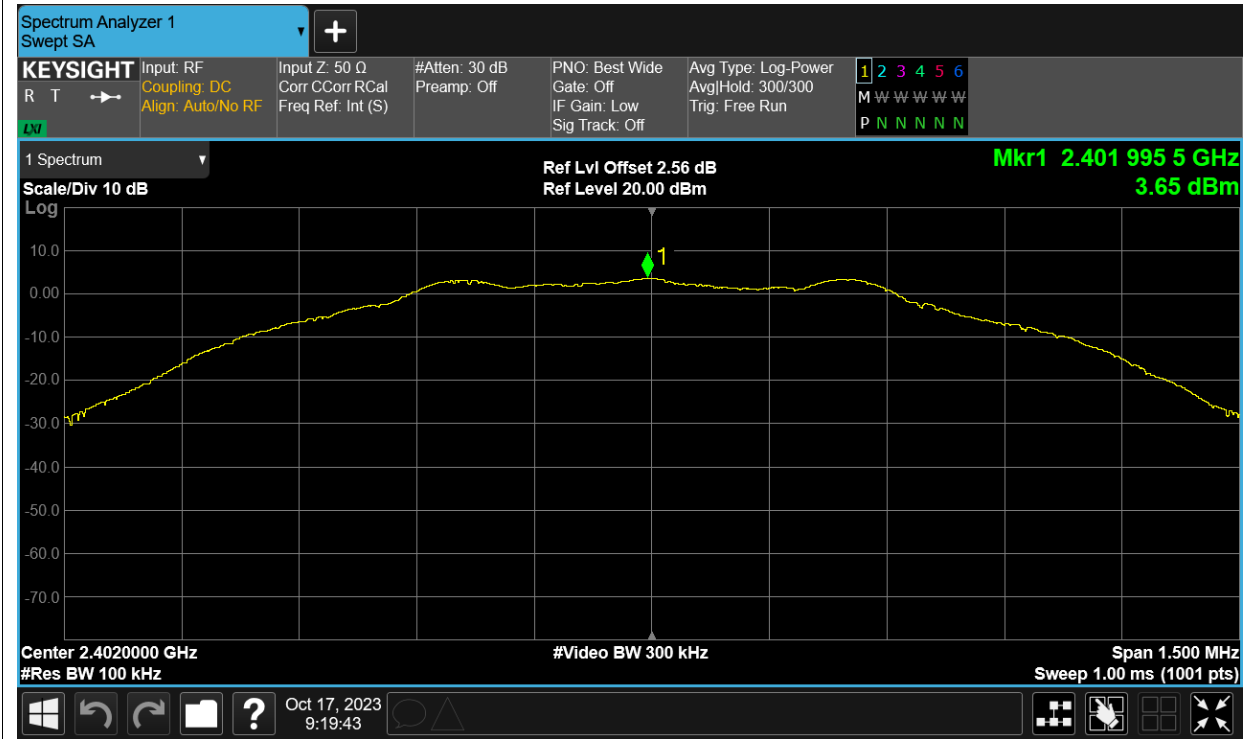 Spectrum Analyzer 1
Swept SA
KEYSIGHT
R T
LXI
Input: RF
Coupling: DC
Align: Auto/No RF
Input Z: 50 Ω
Corr CCorr RCal
Freq Ref: Int (S)
#Atten: 30 dB
Preamp: Off
PNO: Best Wide
Gate: Off
IF Gain: Low
Sig Track: Off
Avg Type: Log-Power
Avg|Hold: 300/300
Trig: Free Run
1 2 3 4 5 6
M W W W W W W
P N N N N N N
1 Spectrum
Scale/Div 10 dB
Log
Ref Lvl Offset 2.56 dB
Ref Level 20.00 dBm
Mkr1 2.401 995 5 GHz
3.65 dBm
1
10.0
0.00
-10.0
-20.0
-30.0
-40.0
-50.0
-60.0
-70.0
Center 2.4020000 GHz
#Video BW 300 kHz
Span 1.500 MHz
#Res BW 100 kHz
Sweep 1.00 ms (1001 pts)
?
Oct 17, 2023
9:19:43